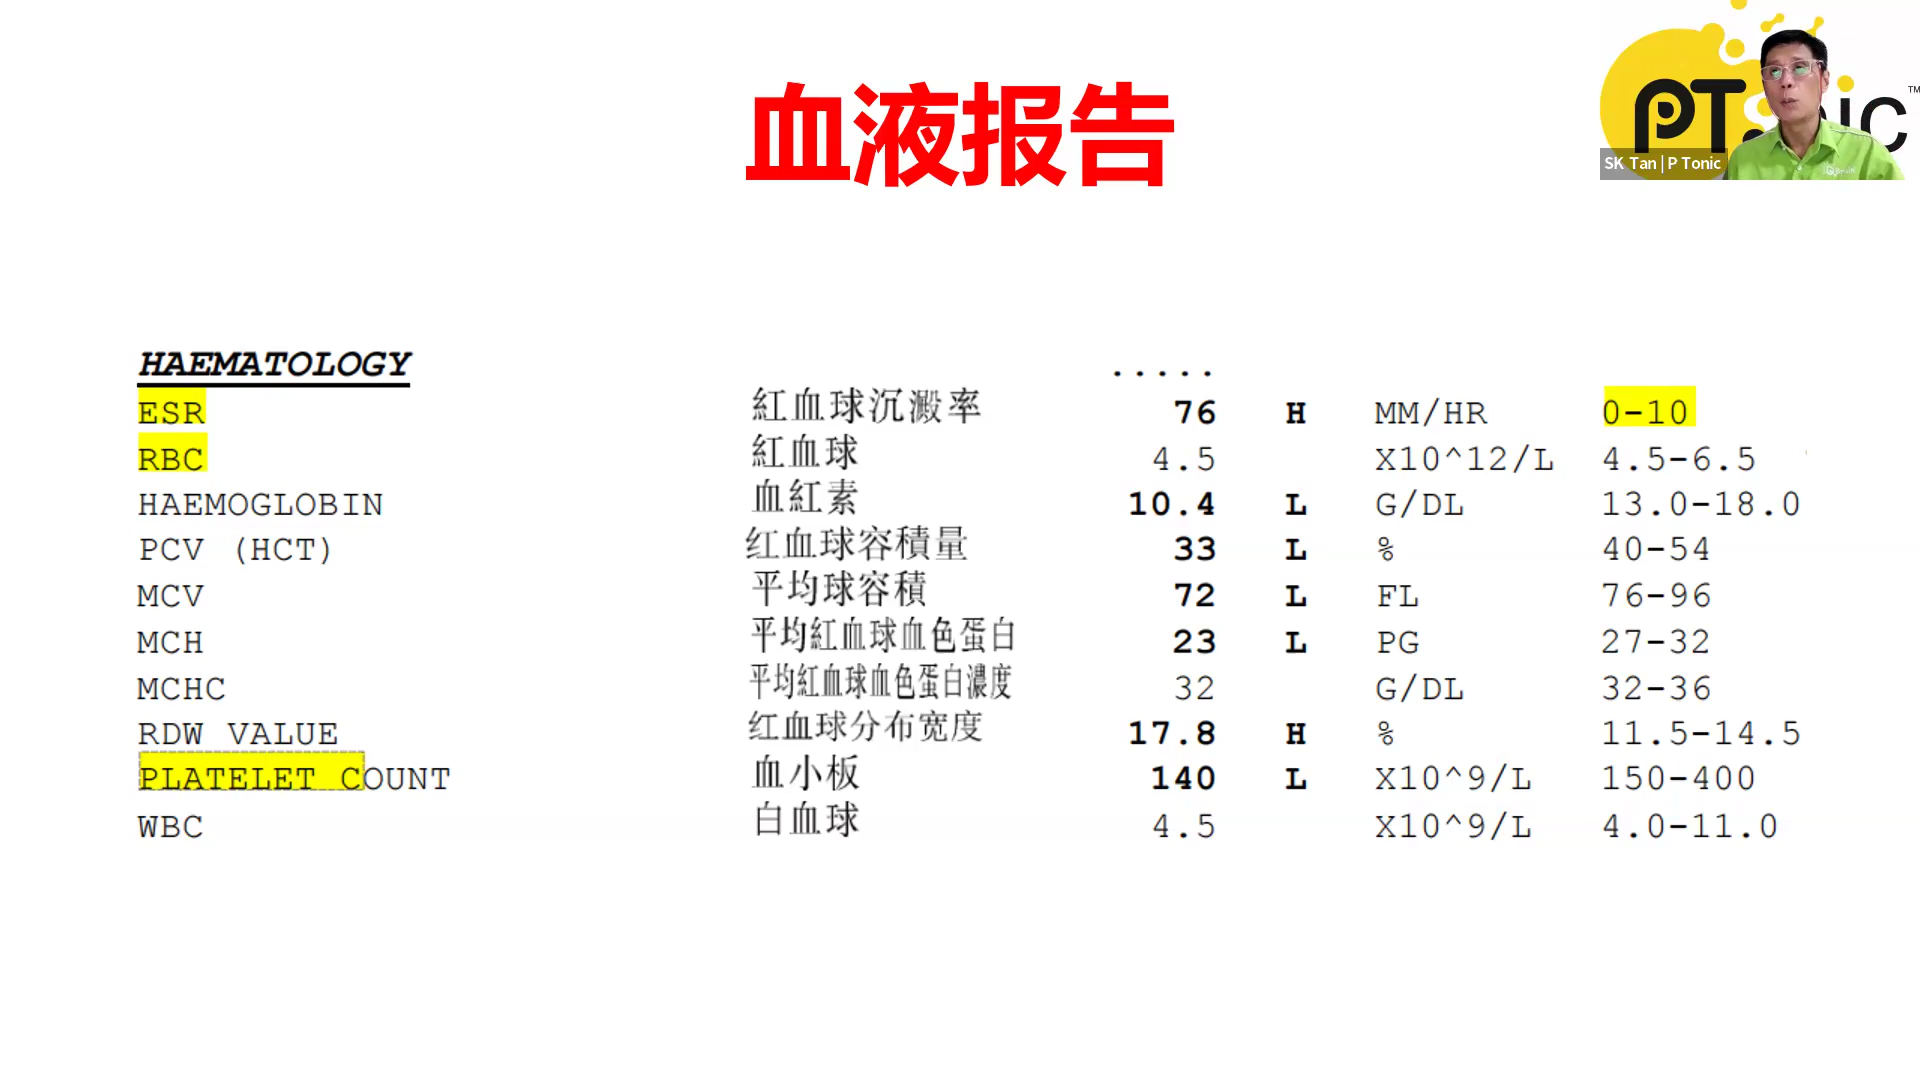 血液报告
PT
TM
SK Tan | P Tonic
HAEMATOLOGY
.....
ESR 紅血球沉澱率 76 H MM/HR 0-10
RBC 紅血球 4.5 X10^12/L 4.5-6.5
HAEMOGLOBIN 血紅素 10.4 L G/DL 13.0-18.0
PCV (HCT) 红血球容積量 33 L % 40-54
MCV 平均球容積 72 L FL 76-96
MCH 平均紅血球血色蛋白 23 L PG 27-32
MCHC 平均紅血球血色蛋白濃度 32 G/DL 32-36
RDW VALUE 红血球分布宽度 17.8 H % 11.5-14.5
PLATELET COUNT 血小板 140 L X10^9/L 150-400
WBC 白血球 4.5 X10^9/L 4.0-11.0